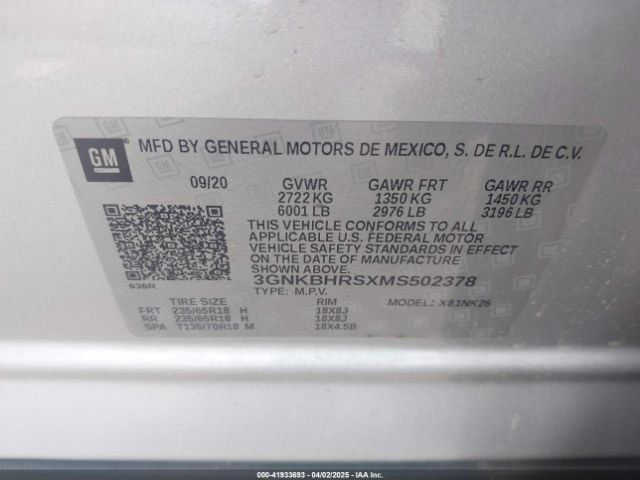 GM
MFD BY GENERAL MOTORS DE MEXICO, S. DE R.L. DE C.V.
09/20 GVWR GAWR FRT GAWR RR
2722 KG 1350 KG 1450 KG
6001 LB 2976 LB 3196 LB
THIS VEHICLE CONFORMS TO ALL
APPLICABLE U.S. FEDERAL MOTOR
VEHICLE SAFETY STANDARDS IN EFFECT
ON THE DATE OF MANUFACTURE SHOWN ABOVE.
636R 3GNKBHRSXMS502378
TYPE: M.P.V. MODEL: X81NK26
TIRE SIZE RIM
FRT 235/65R18 H 18X8J
RR 235/65R18 H 18X8J
SPA T135/70R18 M 18X4.5B
000-41933693 - 04/02/2025 - IAA Inc.